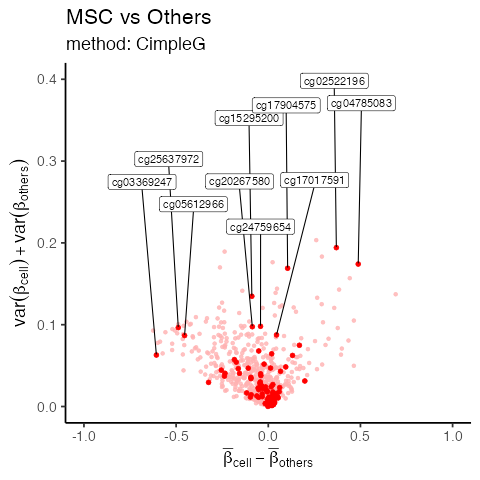 MSC vs Others
method: CimpleG
cg02522196
cg17904575
cg04785083
cg15295200
cg25637972
cg03369247
cg20267580
cg17017591
cg05612966
cg24759654
0.4
0.3
0.2
0.1
0.0
var(βcell) + var(βothers)
-1.0
-0.5
0.0
0.5
1.0
β̅cell − β̅others